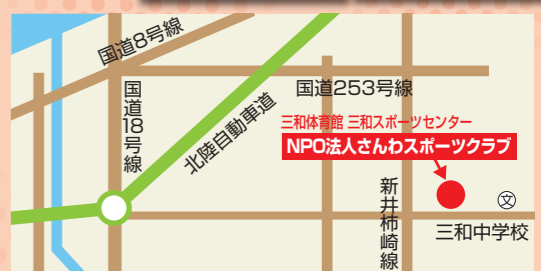 国道8号線
国道18号線
北陸自動車道
国道253号線
三和体育館 三和スポーツセンター
NPO法人さんわスポーツクラブ
新井柿崎線
文
三和中学校